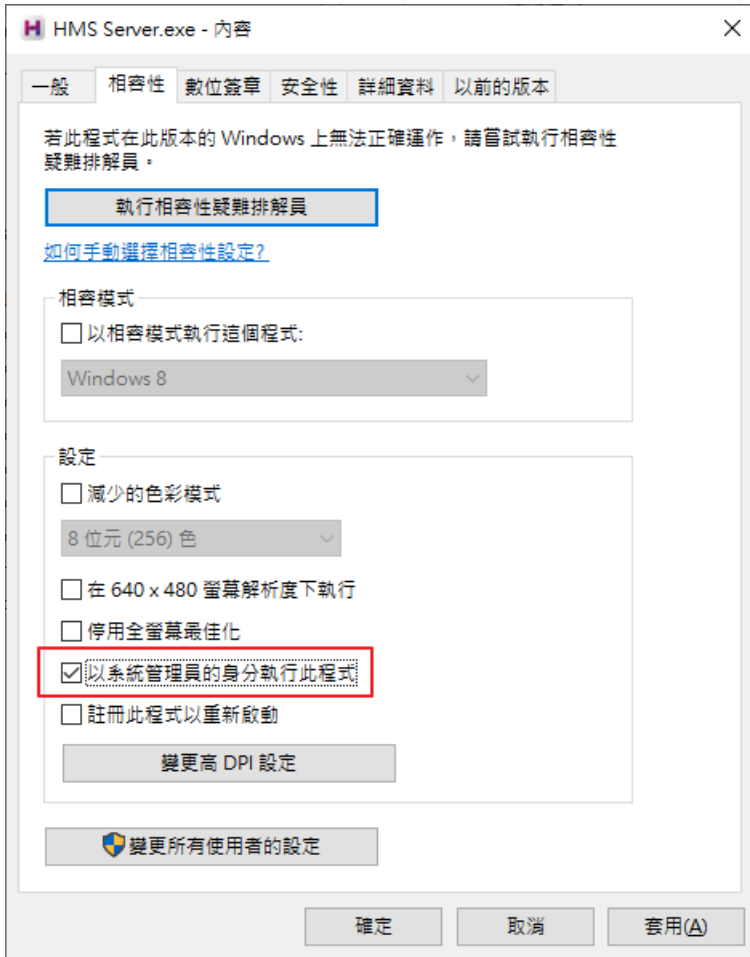 HMS Server.exe - 內容
一般 相容性 數位簽章 安全性 詳細資料 以前的版本
若此程式在此版本的 Windows 上無法正確運作，請嘗試執行相容性
疑難排解員。
執行相容性疑難排解員
如何手動選擇相容性設定?
相容模式
以相容模式執行這個程式:
Windows 8
設定
減少的色彩模式
8 位元 (256) 色
在 640 x 480 螢幕解析度下執行
停用全螢幕最佳化
以系統管理員的身分執行此程式
註冊此程式以重新啟動
變更高 DPI 設定
變更所有使用者的設定
確定 取消 套用(A)